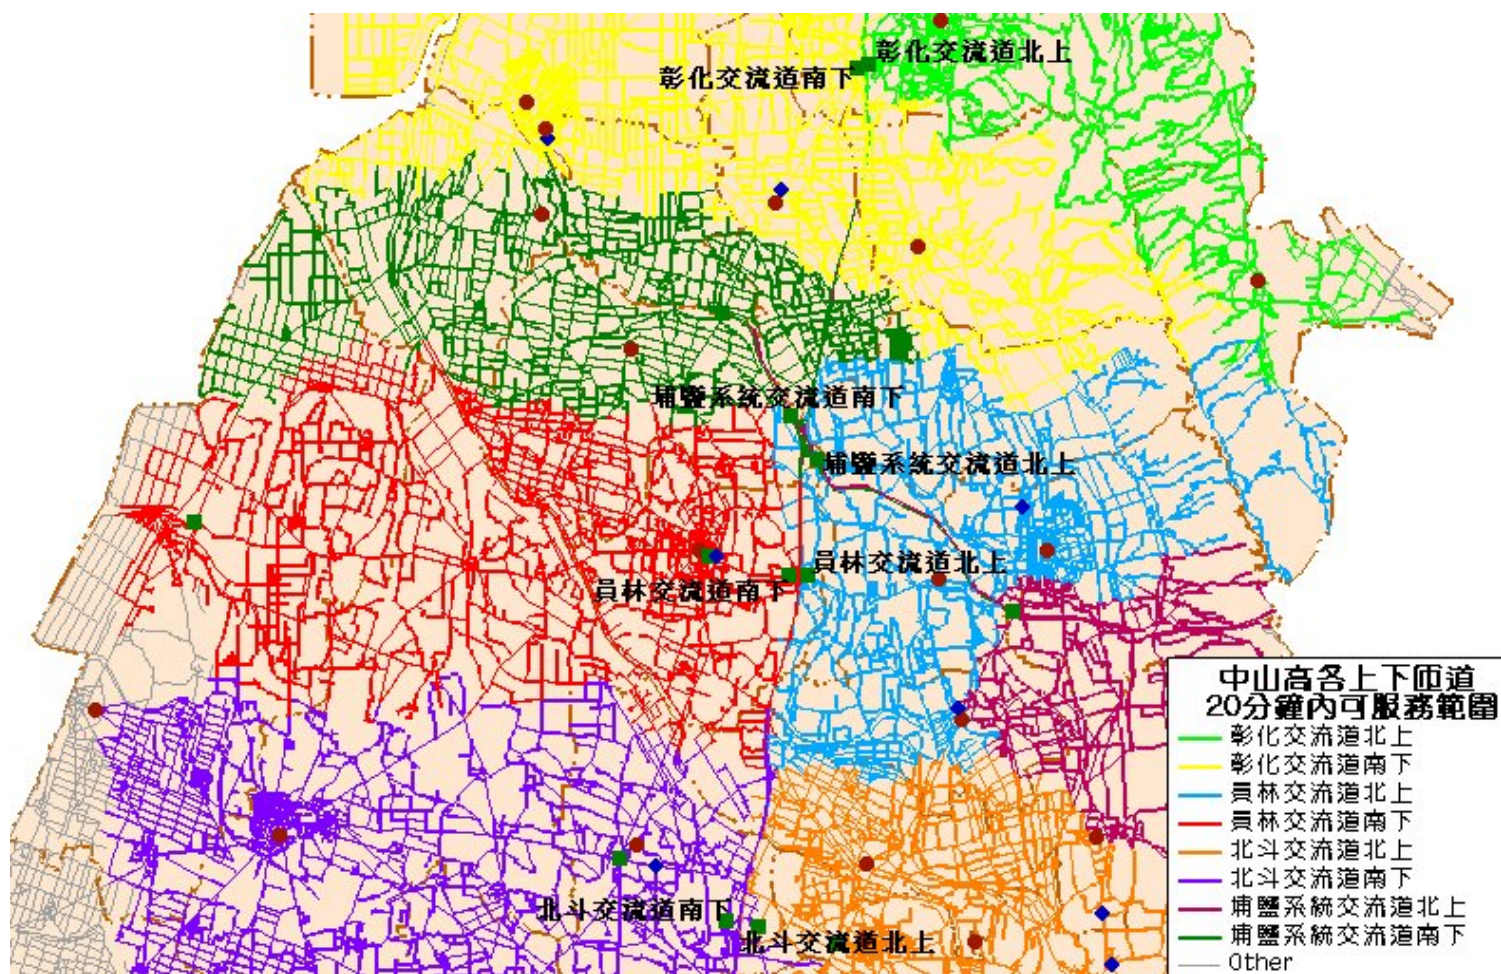 彰化交流道北上
彰化交流道南下
埔鹽系統交流道南下
埔鹽系統交流道北上
員林交流道北上
員林交流道南下
北斗交流道南下
北斗交流道北上
中山高各上下匝道
20分鐘內可服務範圍
彰化交流道北上
彰化交流道南下
員林交流道北上
員林交流道南下
北斗交流道北上
北斗交流道南下
埔鹽系統交流道北上
埔鹽系統交流道南下
Other